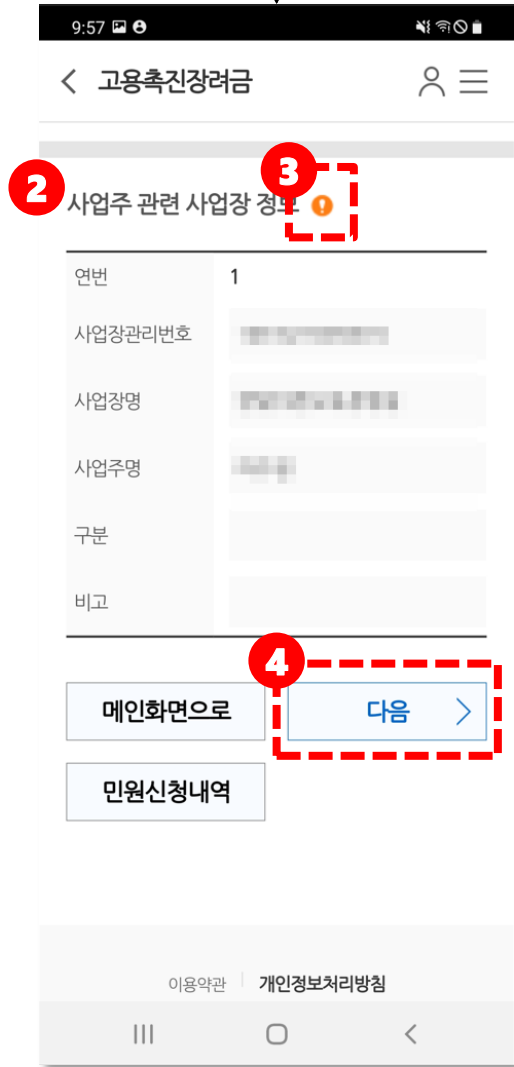 9:57
고용촉진장려금
2
3
사업주 관련 사업장 정보
연번 1
사업장관리번호
사업장명
사업주명
구분
비고
4
메인화면으로
다음
민원신청내역
이용약관
개인정보처리방침